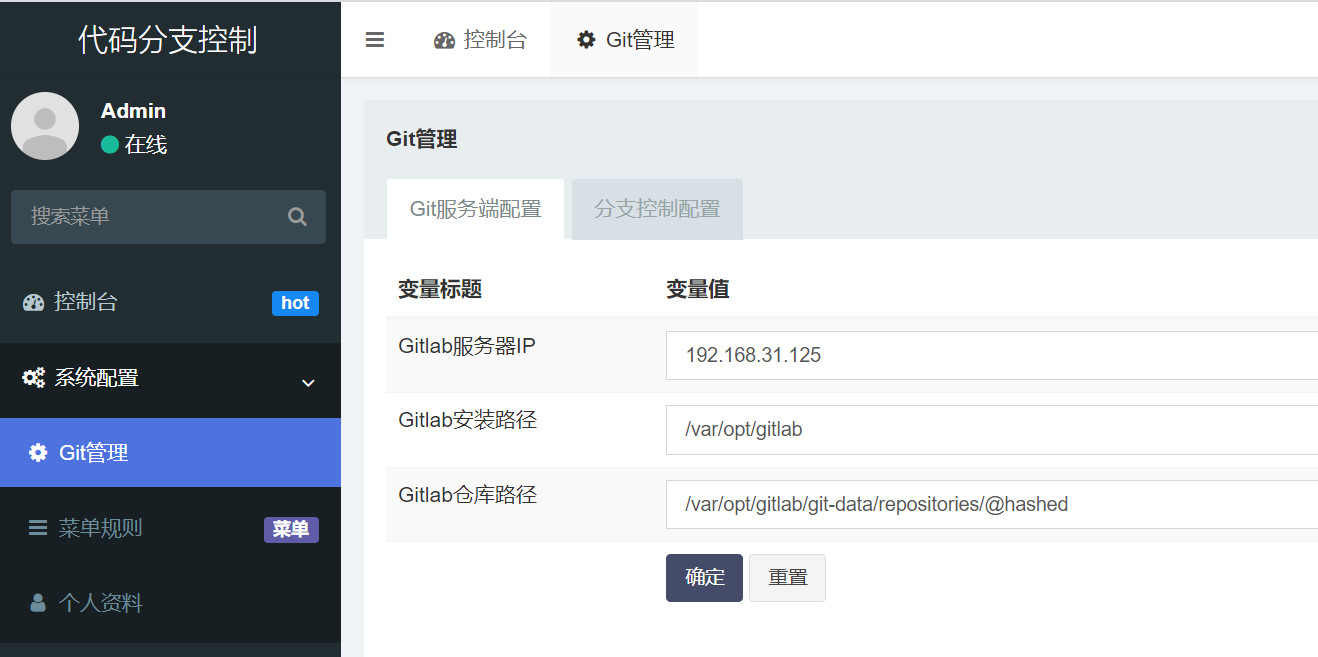 代码分支控制
Admin
在线
搜索菜单
控制台 hot
系统配置
Git管理
菜单规则 菜单
个人资料
控制台 Git管理
Git管理
Git服务端配置 分支控制配置
变量标题 变量值
Gitlab服务器IP 192.168.31.125
Gitlab安装路径 /var/opt/gitlab
Gitlab仓库路径 /var/opt/gitlab/git-data/repositories/@hashed
确定 重置